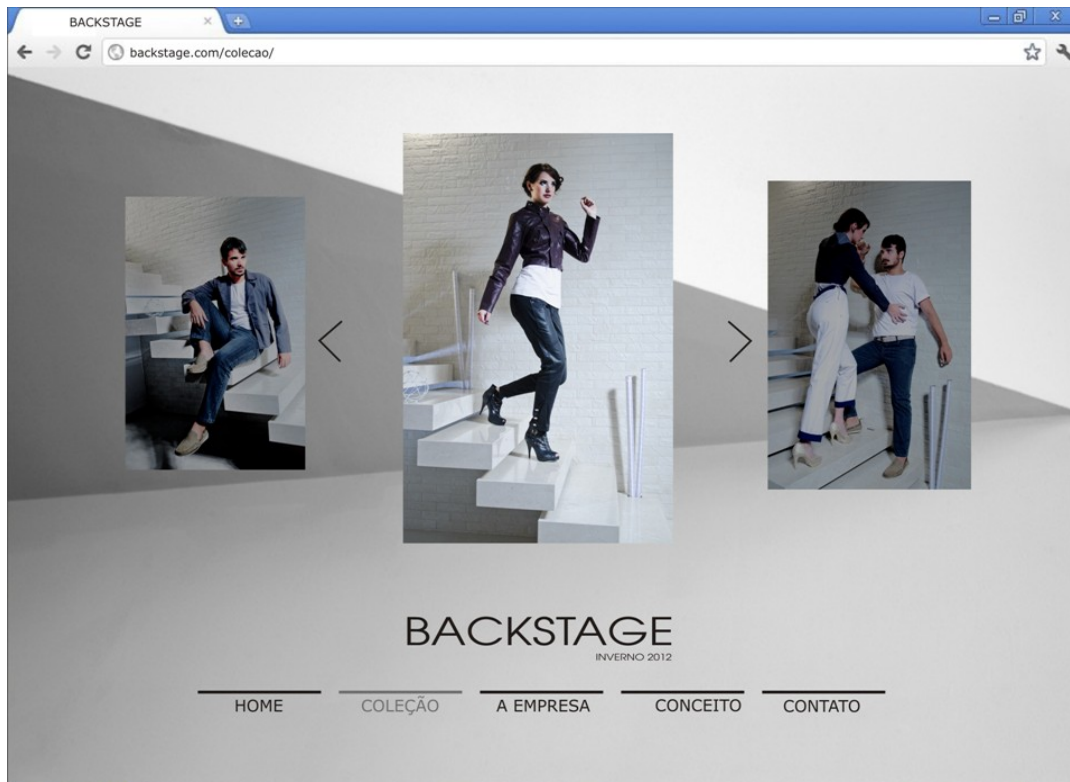 BACKSTAGE
backstage.com/colecao/
BACKSTAGE
INVERNO 2012
HOME COLEÇÃO A EMPRESA CONCEITO CONTATO